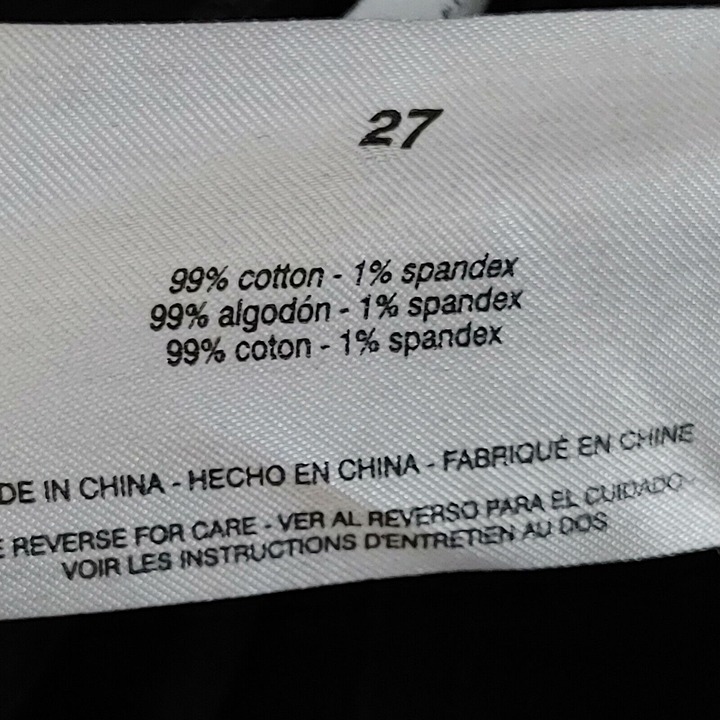 27
99% cotton - 1% spandex
99% algodón - 1% spandex
99% coton - 1% spandex
DE IN CHINA - HECHO EN CHINA - FABRIQUÉ EN CHINE
E REVERSE FOR CARE - VER AL REVERSO PARA EL CUIDADO -
VOIR LES INSTRUCTIONS D'ENTRETIEN AU DOS